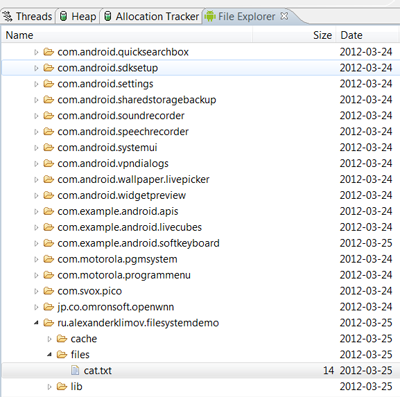 Threads Heap Allocation Tracker File Explorer
Name Size Date
com.android.quicksearchbox 2012-03-24
com.android.sdksetup 2012-03-24
com.android.settings 2012-03-24
com.android.sharedstoragebackup 2012-03-24
com.android.soundrecorder 2012-03-24
com.android.speechrecorder 2012-03-24
com.android.systemui 2012-03-24
com.android.vpndialogs 2012-03-24
com.android.wallpaper.livepicker 2012-03-24
com.android.widgetpreview 2012-03-24
com.example.android.apis 2012-03-24
com.example.android.livecubes 2012-03-24
com.example.android.softkeyboard 2012-03-25
com.motorola.pgmsystem 2012-03-24
com.motorola.programmenu 2012-03-24
com.svox.pico 2012-03-24
jp.co.omronsoft.openwnn 2012-03-24
ru.alexanderklimov.filesystemdemo 2012-03-25
cache 2012-03-25
files 2012-03-25
cat.txt 14 2012-03-25
lib 2012-03-25